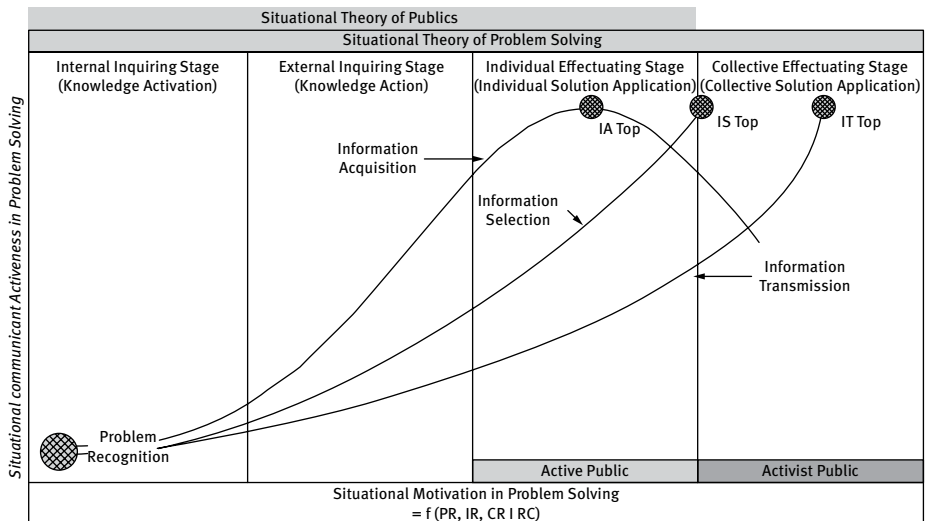 Situational Theory of Publics
Situational Theory of Problem Solving
Internal Inquiring Stage
(Knowledge Activation)
External Inquiring Stage
(Knowledge Action)
Individual Effectuating Stage
(Individual Solution Application)
Collective Effectuating Stage
(Collective Solution Application)
Situational communicant Activeness in Problem Solving
IA Top
IS Top
IT Top
Information
Acquisition
Information
Selection
Information
Transmission
Problem
Recognition
Active Public
Activist Public
Situational Motivation in Problem Solving
= f (PR, IR, CR I RC)